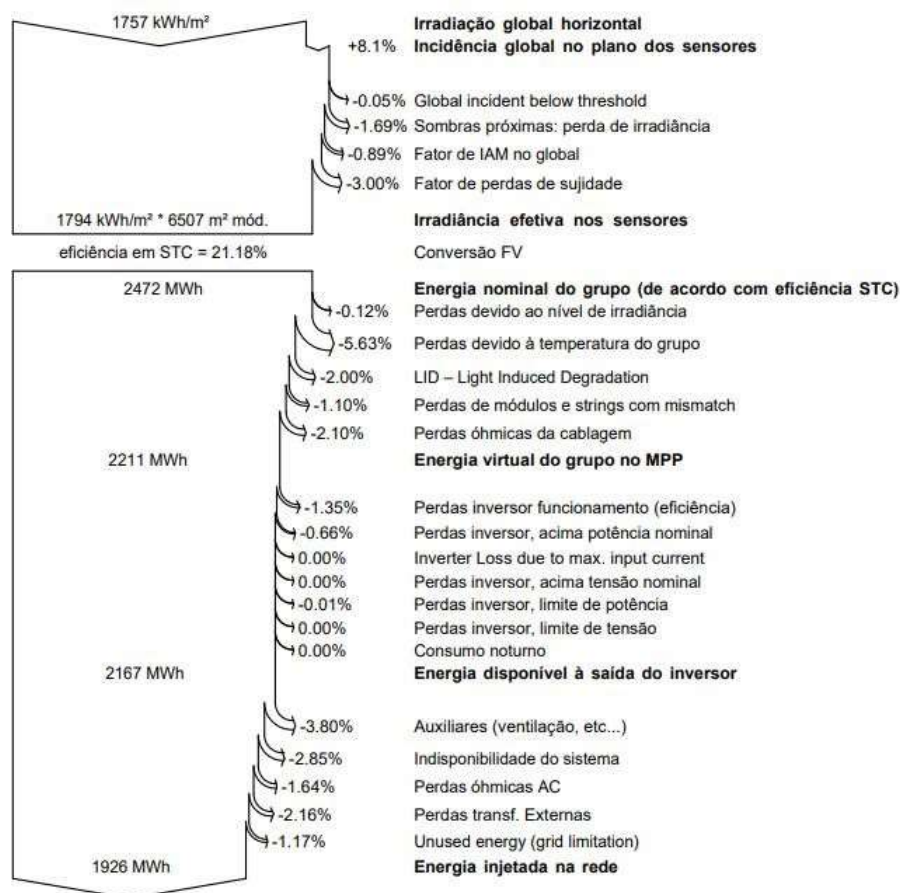 1757 kWh/m² Irradiação global horizontal
+8.1% Incidência global no plano dos sensores
-0.05% Global incident below threshold
-1.69% Sombras próximas: perda de irradiância
-0.89% Fator de IAM no global
-3.00% Fator de perdas de sujidade
1794 kWh/m² * 6507 m² mód. Irradiância efetiva nos sensores
eficiência em STC = 21.18% Conversão FV
2472 MWh Energia nominal do grupo (de acordo com eficiência STC)
-0.12% Perdas devido ao nível de irradiância
-5.63% Perdas devido à temperatura do grupo
-2.00% LID – Light Induced Degradation
-1.10% Perdas de módulos e strings com mismatch
-2.10% Perdas óhmicas da cablagem
2211 MWh Energia virtual do grupo no MPP
-1.35% Perdas inversor funcionamento (eficiência)
-0.66% Perdas inversor, acima potência nominal
0.00% Inverter Loss due to max. input current
0.00% Perdas inversor, acima tensão nominal
-0.01% Perdas inversor, limite de potência
0.00% Perdas inversor, limite de tensão
0.00% Consumo noturno
2167 MWh Energia disponível à saída do inversor
-3.80% Auxiliares (ventilação, etc...)
-2.85% Indisponibilidade do sistema
-1.64% Perdas óhmicas AC
-2.16% Perdas transf. Externas
-1.17% Unused energy (grid limitation)
1926 MWh Energia injetada na rede